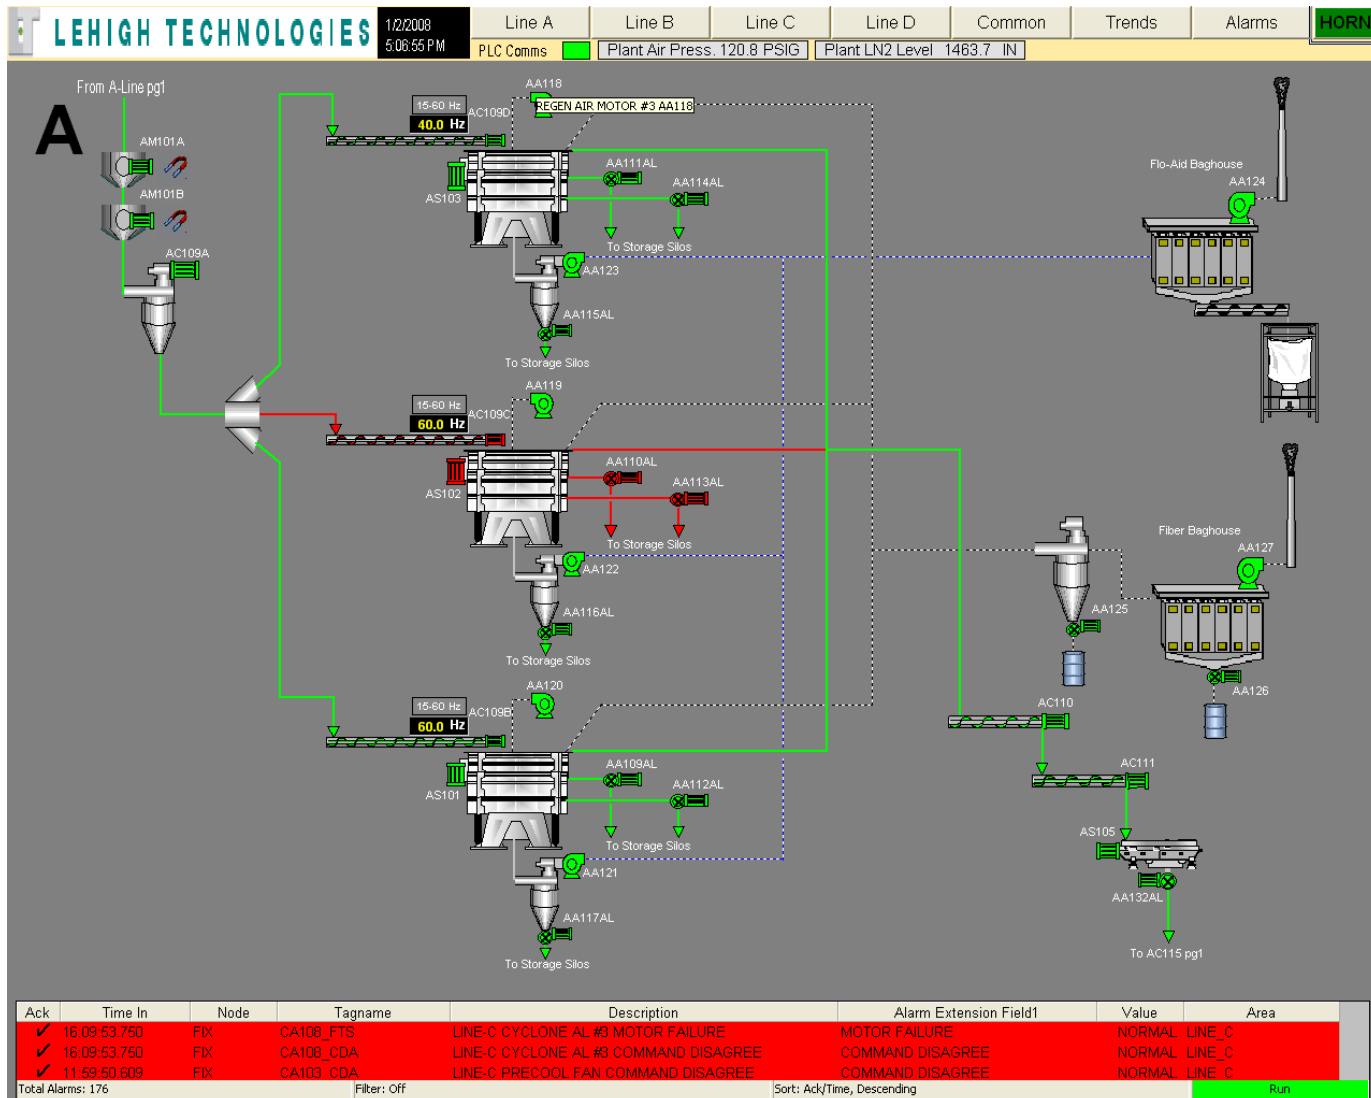 LEHIGH TECHNOLOGIES
1/2/2008
5:06:55 PM
Line A
Line B
Line C
Line D
Common
Trends
Alarms
HORN
PLC Comms
Plant Air Press. 120.8 PSIG
Plant LN2 Level 1463.7 IN
From A-Line pg1
A
AM101A
AM101B
AC109A
15-60 Hz
40.0 Hz
AC109D
AA118
REGEN AIR MOTOR #3 AA118
AS103
AA111AL
AA114AL
To Storage Silos
AA123
AA115AL
To Storage Silos
15-60 Hz
60.0 Hz
AC109C
AA119
AS102
AA110AL
AA113AL
To Storage Silos
AA122
AA116AL
To Storage Silos
15-60 Hz
60.0 Hz
AC109B
AA120
AS101
AA109AL
AA112AL
To Storage Silos
AA121
AA117AL
To Storage Silos
Flo-Aid Baghouse
AA124
Fiber Baghouse
AA127
AA125
AA126
AC110
AC111
AS105
AA132AL
To AC115 pg1
Ack Time In Node Tagname Description Alarm Extension Field1 Value Area
✓ 16:09:53.750 FIX CA108_FTS LINE-C CYCLONE AL #3 MOTOR FAILURE MOTOR FAILURE NORMAL LINE_C
✓ 16:09:53.750 FIX CA108_CDA LINE-C CYCLONE AL #3 COMMAND DISAGREE COMMAND DISAGREE NORMAL LINE_C
✓ 11:59:50.609 FIX CA103_CDA LINE-C PRECOOL FAN COMMAND DISAGREE COMMAND DISAGREE NORMAL LINE_C
Total Alarms: 176 Filter: Off Sort: Ack/Time, Descending Run